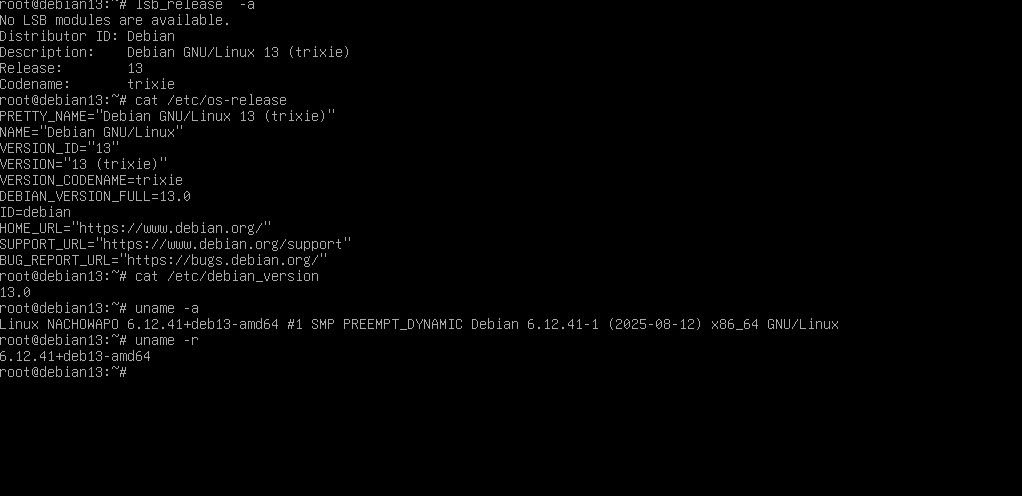 root@debian13:~# lsb_release  -a
No LSB modules are available.
Distributor ID: Debian
Description:    Debian GNU/Linux 13 (trixie)
Release:        13
Codename:       trixie
root@debian13:~# cat /etc/os-release
PRETTY_NAME="Debian GNU/Linux 13 (trixie)"
NAME="Debian GNU/Linux"
VERSION_ID="13"
VERSION="13 (trixie)"
VERSION_CODENAME=trixie
DEBIAN_VERSION_FULL=13.0
ID=debian
HOME_URL="https://www.debian.org/"
SUPPORT_URL="https://www.debian.org/support"
BUG_REPORT_URL="https://bugs.debian.org/"
root@debian13:~# cat /etc/debian_version
13.0
root@debian13:~# uname -a
Linux NACHOWAPO 6.12.41+deb13-amd64 #1 SMP PREEMPT_DYNAMIC Debian 6.12.41-1 (2025-08-12) x86_64 GNU/Linux
root@debian13:~# uname -r
6.12.41+deb13-amd64
root@debian13:~#